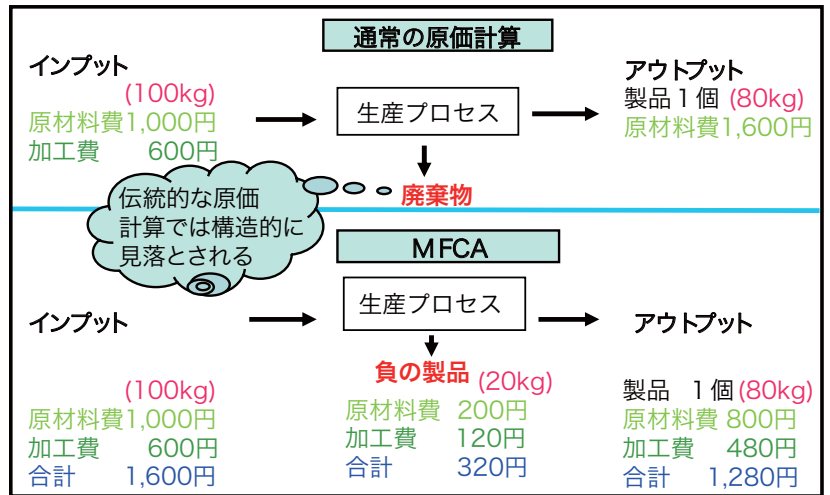 通常の原価計算
インプット
(100kg)
原材料費1,000円
加工費 600円
生産プロセス
アウトプット
製品1個 (80kg)
原材料費1,600円
廃棄物
伝統的な原価
計算では構造的に
見落とされる
MFCA
インプット
(100kg)
原材料費1,000円
加工費 600円
合計 1,600円
生産プロセス
負の製品 (20kg)
原材料費 200円
加工費 120円
合計 320円
アウトプット
製品 1個(80kg)
原材料費 800円
加工費 480円
合計 1,280円